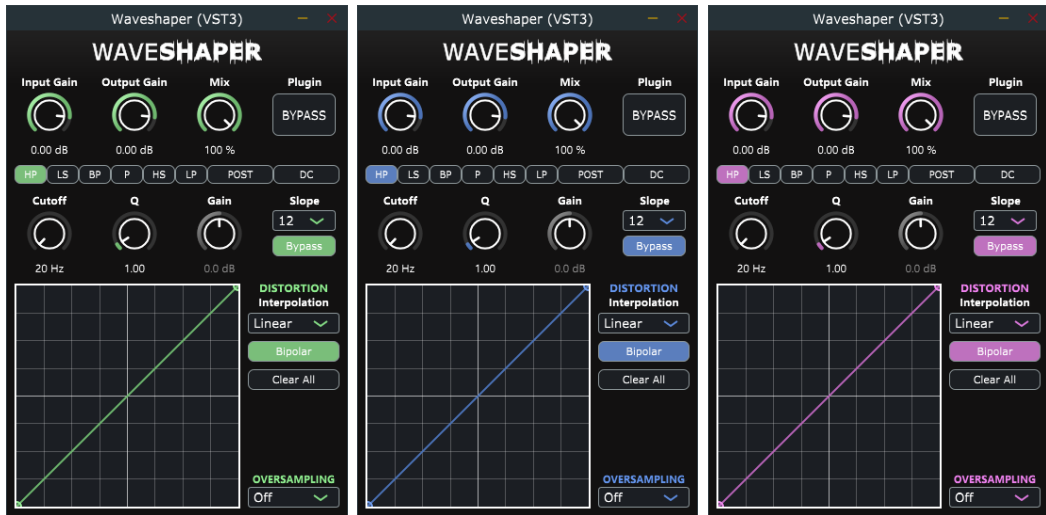 Waveshaper (VST3)
WAVESHAPER
Input Gain Output Gain Mix Plugin
BYPASS
0.00 dB 0.00 dB 100 %
HP LS BP P HS LP POST DC
Cutoff Q Gain Slope
12
Bypass
20 Hz 1.00 0.0 dB
DISTORTION
Interpolation
Linear
Bipolar
Clear All
OVERSAMPLING
Off
Waveshaper (VST3)
WAVESHAPER
Input Gain Output Gain Mix Plugin
BYPASS
0.00 dB 0.00 dB 100 %
HP LS BP P HS LP POST DC
Cutoff Q Gain Slope
12
Bypass
20 Hz 1.00 0.0 dB
DISTORTION
Interpolation
Linear
Bipolar
Clear All
OVERSAMPLING
Off
Waveshaper (VST3)
WAVESHAPER
Input Gain Output Gain Mix Plugin
BYPASS
0.00 dB 0.00 dB 100 %
HP LS BP P HS LP POST DC
Cutoff Q Gain Slope
12
Bypass
20 Hz 1.00 0.0 dB
DISTORTION
Interpolation
Linear
Bipolar
Clear All
OVERSAMPLING
Off